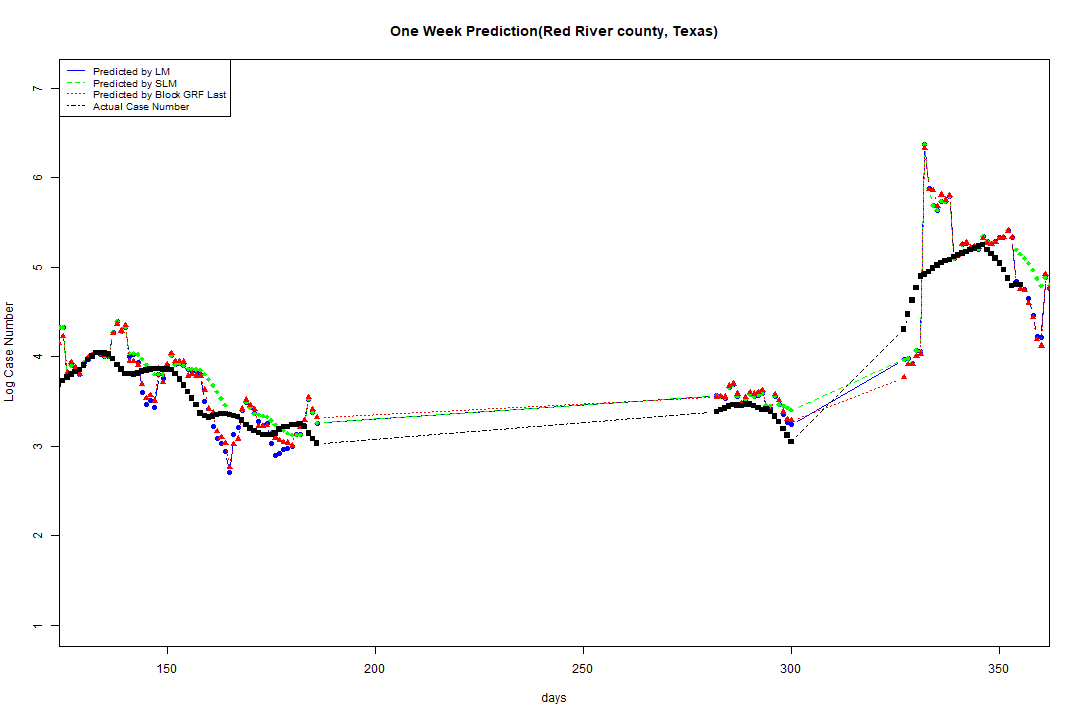 One Week Prediction(Red River county, Texas)
Predicted by LM
Predicted by SLM
Predicted by Block GRF Last
Actual Case Number
Log Case Number
7
6
5
4
3
2
1
150 200 250 300 350
days